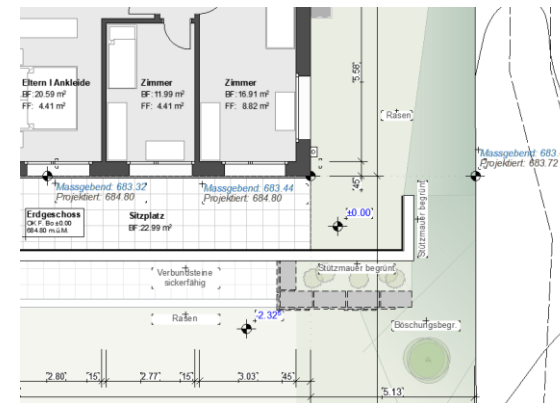 Eltern I Ankleide
BF: 20.59 m²
FF: 4.41 m²
Zimmer
BF: 11.99 m²
FF: 4.41 m²
Zimmer
BF: 16.91 m²
FF: 8.82 m²
5.56
Rasen
Massgebend: 683.32
Projektiert: 684.80
Massgebend: 683.44
Projektiert: 684.80
45
Massgebend: 683
Projektiert: 683.72
Erdgeschoss
OK F. Bo ±0.00
684.80 m.ü.M.
Sitzplatz
BF: 22.99 m²
±0.00
Stützmauer begrünt
Verbundsteine
sickerfähig
Stützmauer begrünt
Rasen
-2.32⁵
Böschungsbegr.
2.80
15
2.77
15
3.03
45
5.13